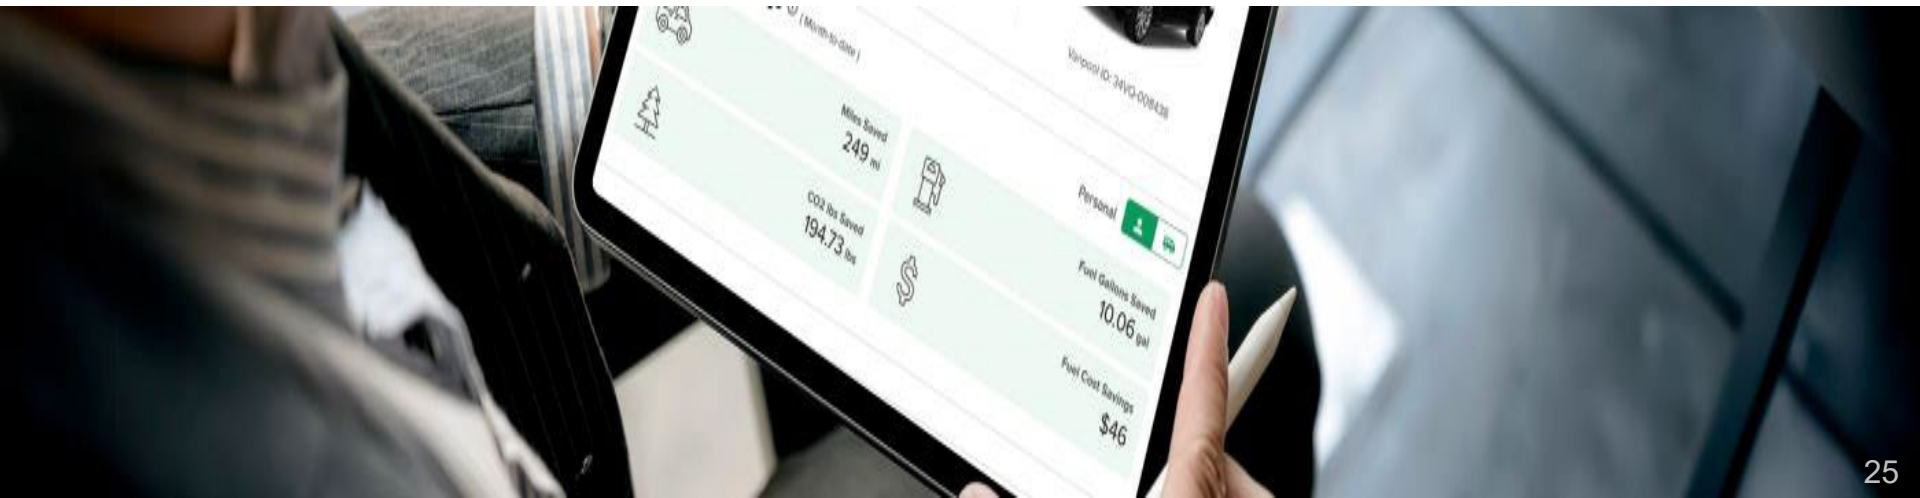 ( Month-to-date )
Vanpool ID: 34VQ-008438
Miles Saved
249 mi
Personal
CO2 lbs Saved
194.73 lbs
Fuel Gallons Saved
10.06 gal
Fuel Cost Savings
$46
25